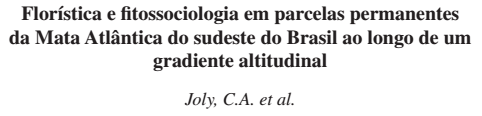 Florística e fitossociologia em parcelas permanentes
da Mata Atlântica do sudeste do Brasil ao longo de um
gradiente altitudinal
Joly, C.A. et al.